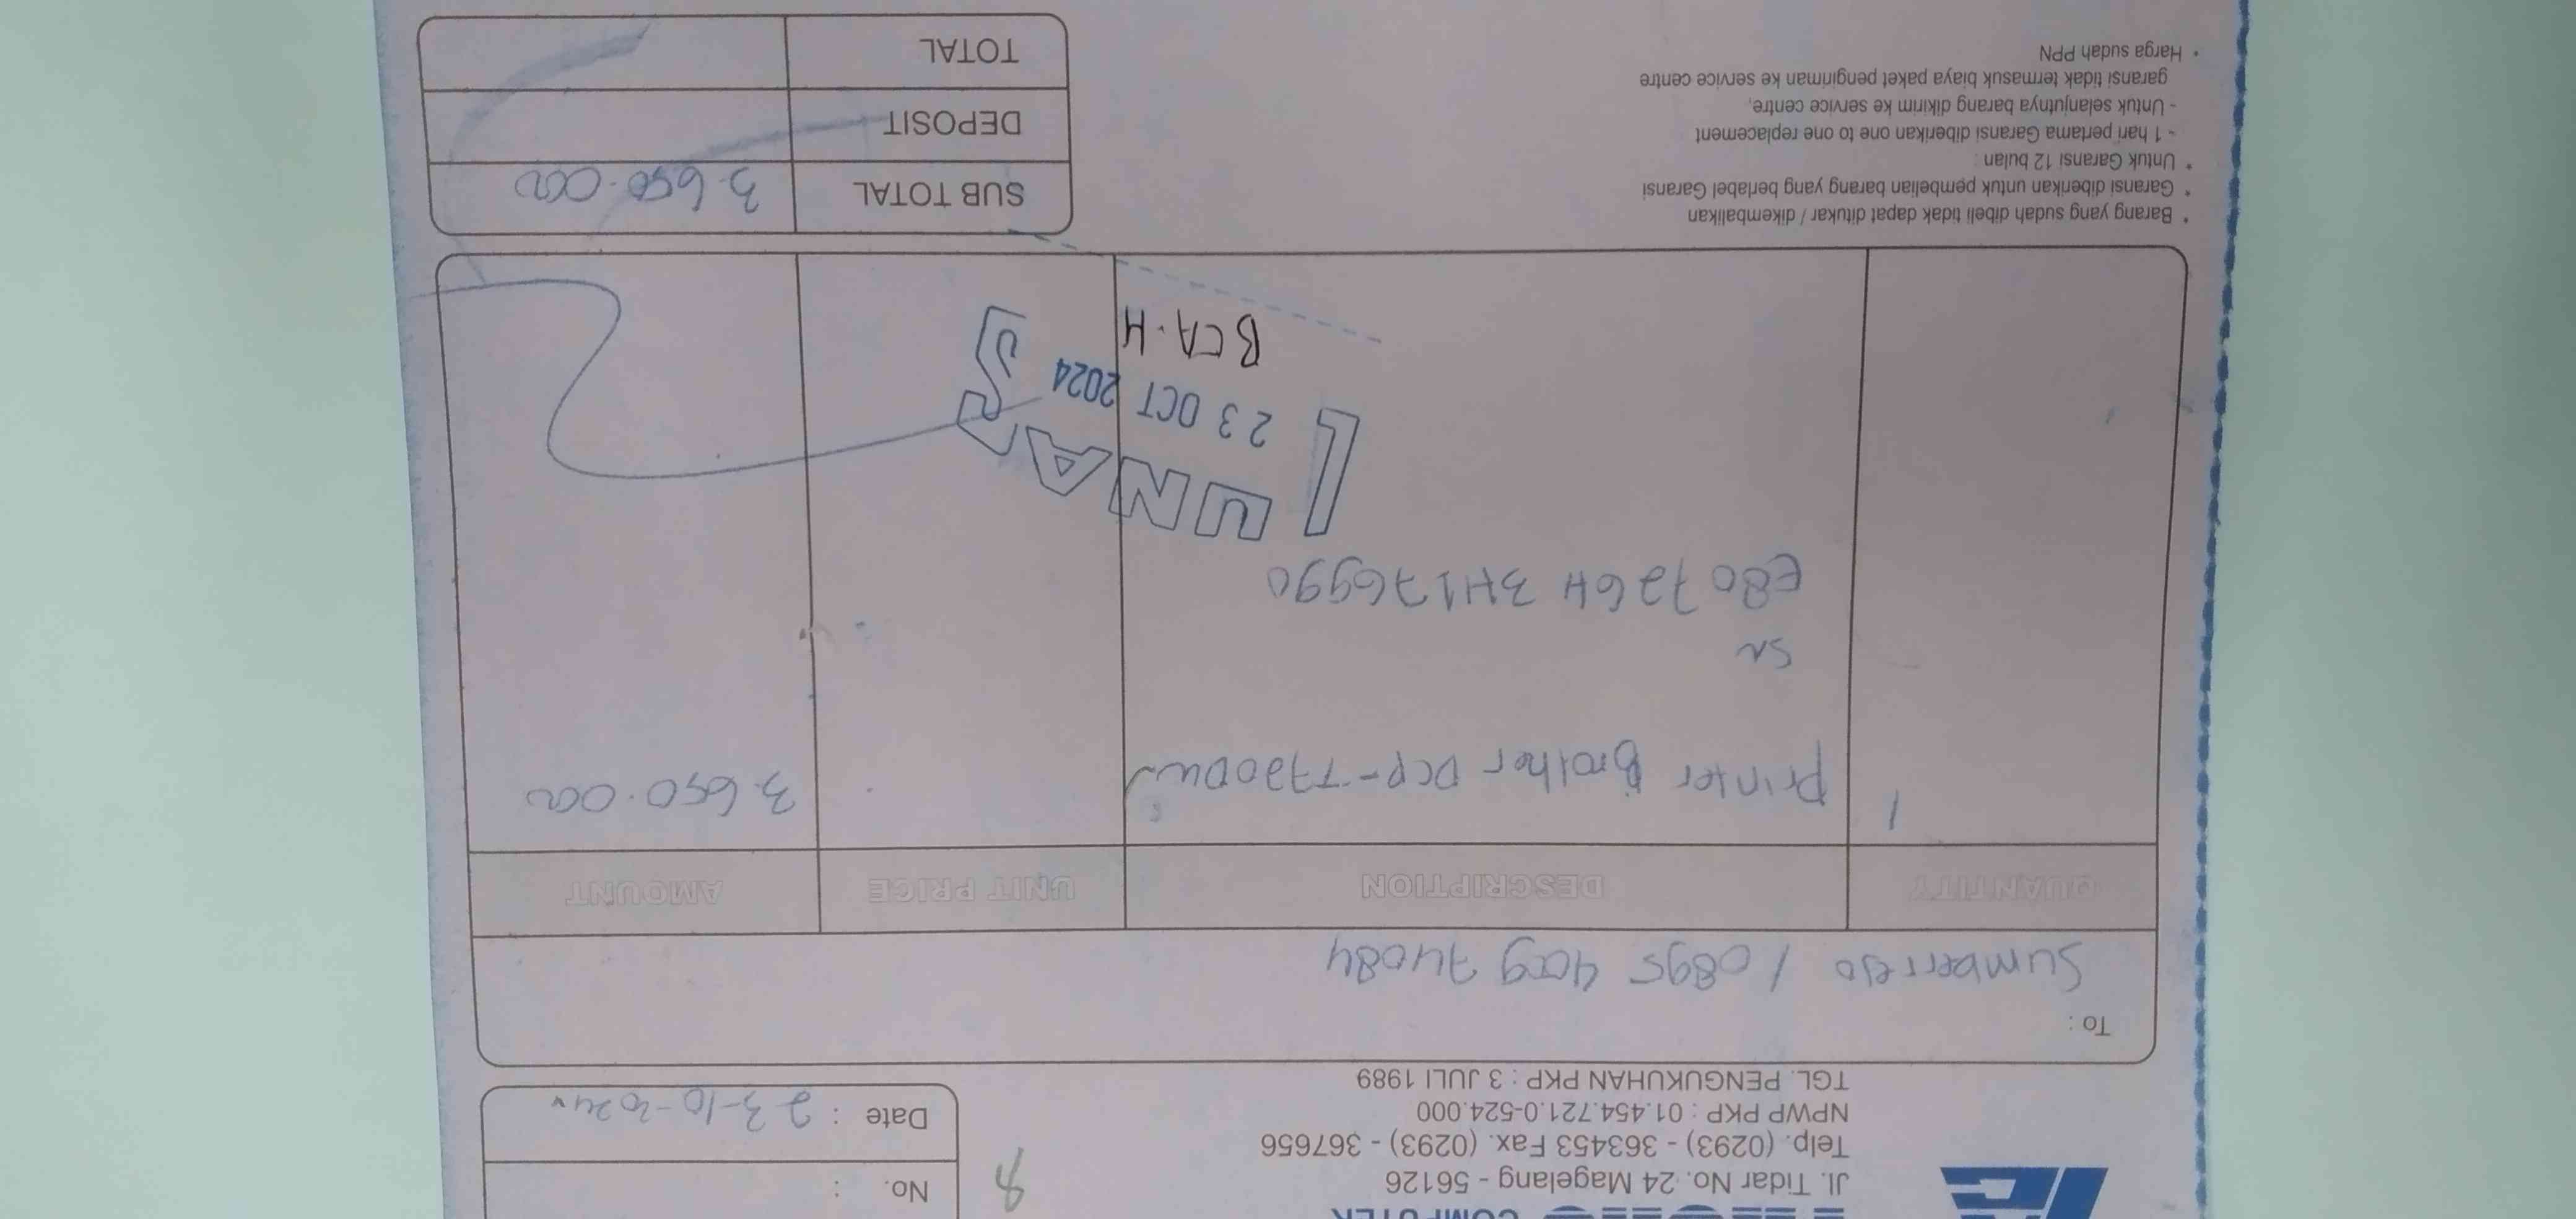 COMPUTER
Jl. Tidar No. 24 Magelang - 56126
Telp. (0293) - 363453 Fax. (0293) - 367656
NPWP PKP : 01.454.721.0-524.000
TGL. PENGUKUHAN PKP : 3 JULI 1989
No. :
Date : 23-10-2024
To :
Sumberrejo / 0895 4009 74084
QUANTITY DESCRIPTION UNIT PRICE AMOUNT
1 Printer Brother DCP-T720DW 3.650.000
SN
E80726H3H176990
LUNAS
23 OCT 2024
BCA.H
* Barang yang sudah dibeli tidak dapat ditukar / dikembalikan
* Garansi diberikan untuk pembelian barang yang berlabel Garansi
* Untuk Garansi 12 bulan :
- 1 hari pertama Garansi diberikan one to one replacement
- Untuk selanjutnya barang dikirim ke service centre,
garansi tidak termasuk biaya paket pengiriman ke service centre
* Harga sudah PPN
SUB TOTAL 3.650.000
DEPOSIT
TOTAL